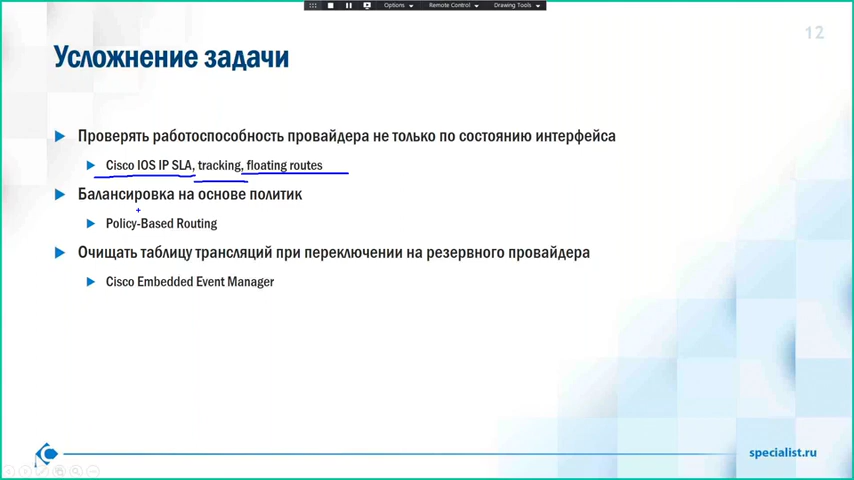 Options
Remote Control
Drawing Tools
12
Усложнение задачи
Проверять работоспособность провайдера не только по состоянию интерфейса
Cisco IOS IP SLA, tracking, floating routes
Балансировка на основе политик
Policy-Based Routing
Очищать таблицу трансляций при переключении на резервного провайдера
Cisco Embedded Event Manager
specialist.ru